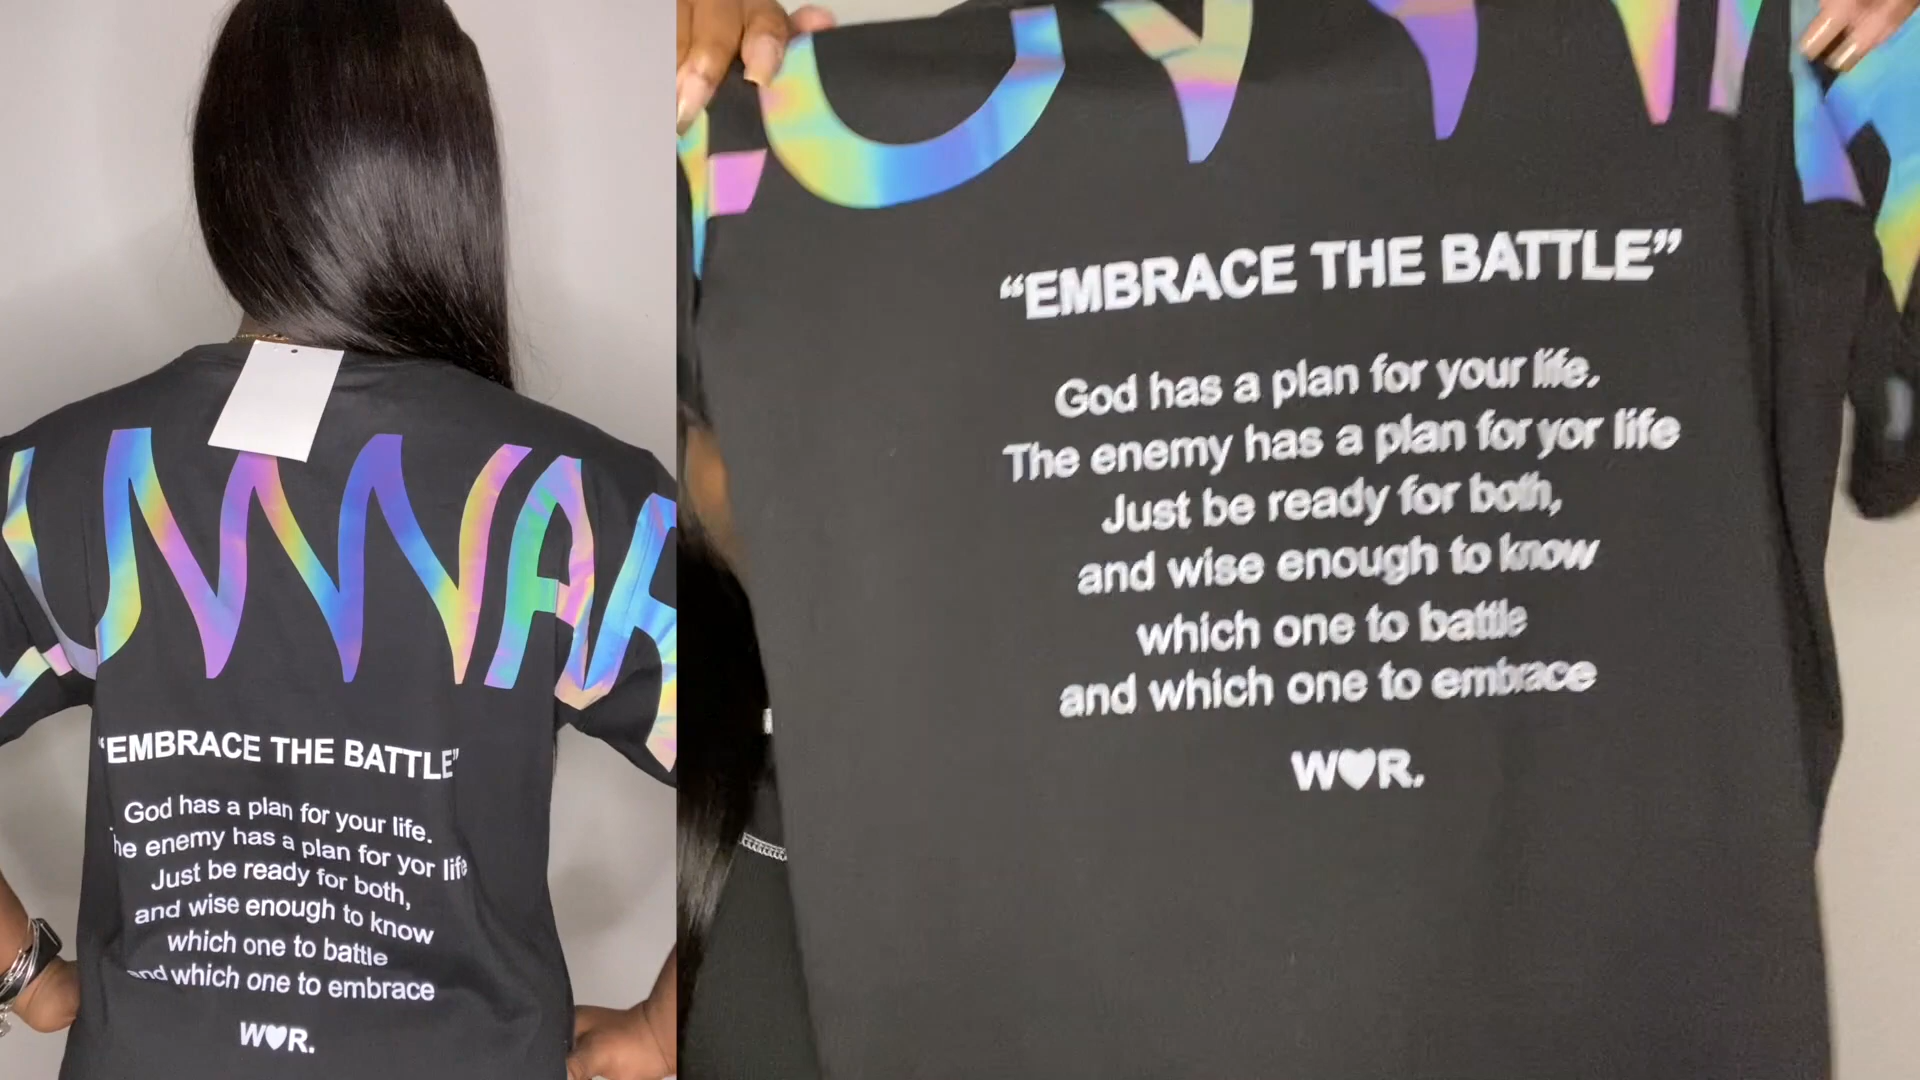 “EMBRACE THE BATTLE”
God has a plan for your life.
he enemy has a plan for yor life
Just be ready for both,
and wise enough to know
which one to battle
and which one to embrace
W♥R.
“EMBRACE THE BATTLE”
God has a plan for your life.
The enemy has a plan for yor life
Just be ready for both,
and wise enough to know
which one to battle
and which one to embrace
W♥R.